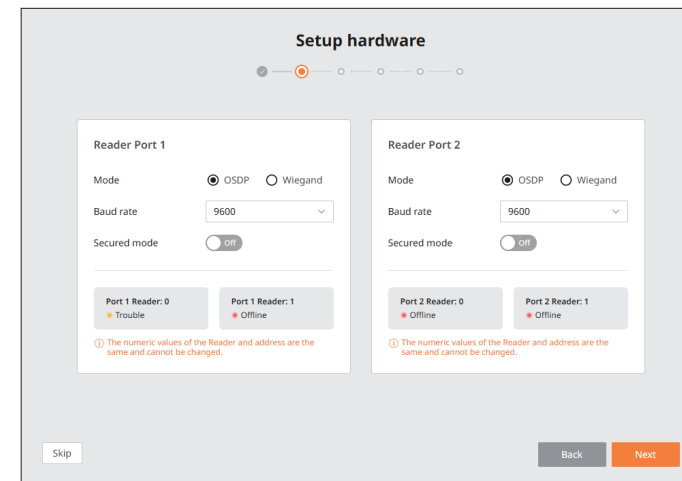 Setup hardware
Reader Port 1
Mode OSDP Wiegand
Baud rate 9600
Secured mode Off
Port 1 Reader: 0
Trouble
Port 1 Reader: 1
Offline
The numeric values of the Reader and address are the
same and cannot be changed.
Reader Port 2
Mode OSDP Wiegand
Baud rate 9600
Secured mode Off
Port 2 Reader: 0
Offline
Port 2 Reader: 1
Offline
The numeric values of the Reader and address are the
same and cannot be changed.
Skip
Back
Next